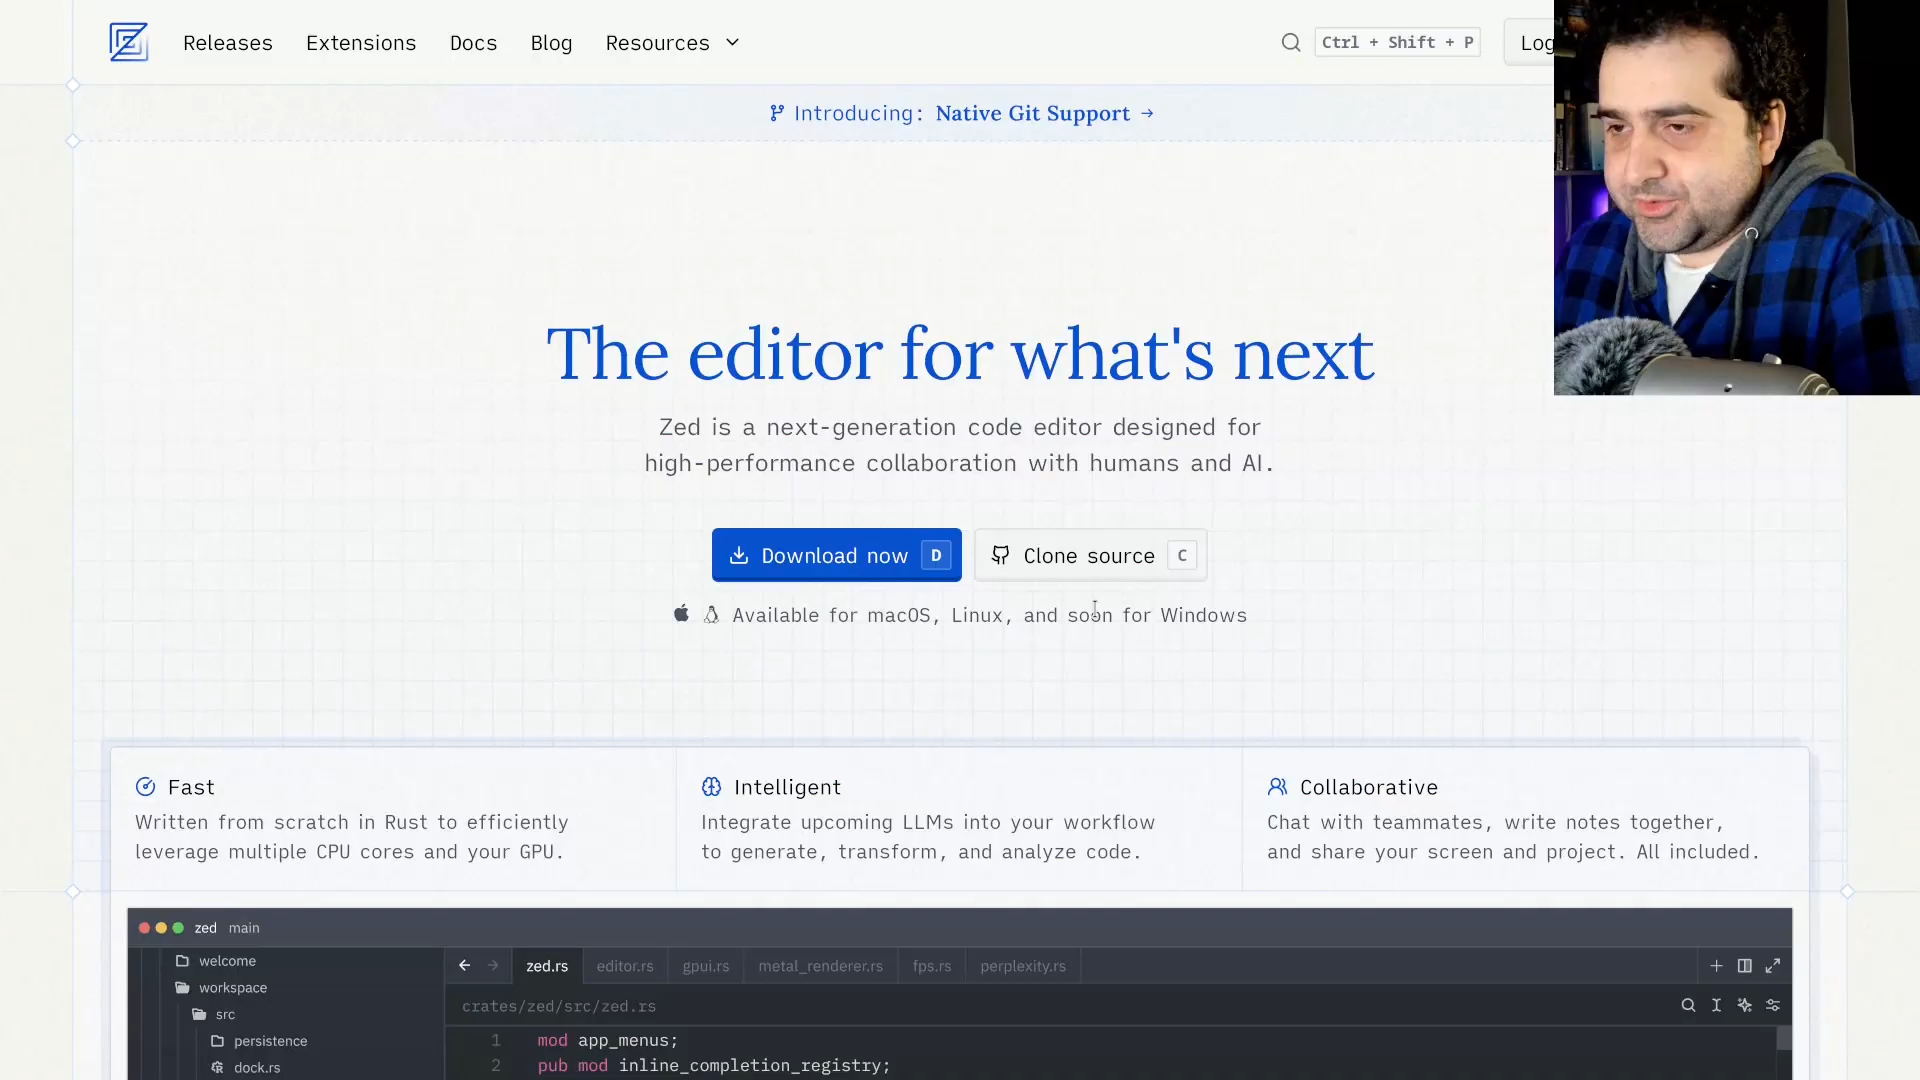 Releases Extensions Docs Blog Resources Ctrl + Shift + P Log
Introducing: Native Git Support →
The editor for what's next
Zed is a next-generation code editor designed for
high-performance collaboration with humans and AI.
Download now D Clone source C
Available for macOS, Linux, and soon for Windows
Fast
Written from scratch in Rust to efficiently
leverage multiple CPU cores and your GPU.
Intelligent
Integrate upcoming LLMs into your workflow
to generate, transform, and analyze code.
Collaborative
Chat with teammates, write notes together,
and share your screen and project. All included.
zed main
welcome
workspace
src
persistence
dock.rs
zed.rs editor.rs gpui.rs metal_renderer.rs fps.rs perplexity.rs
crates/zed/src/zed.rs
1 mod app_menus;
2 pub mod inline_completion_registry;